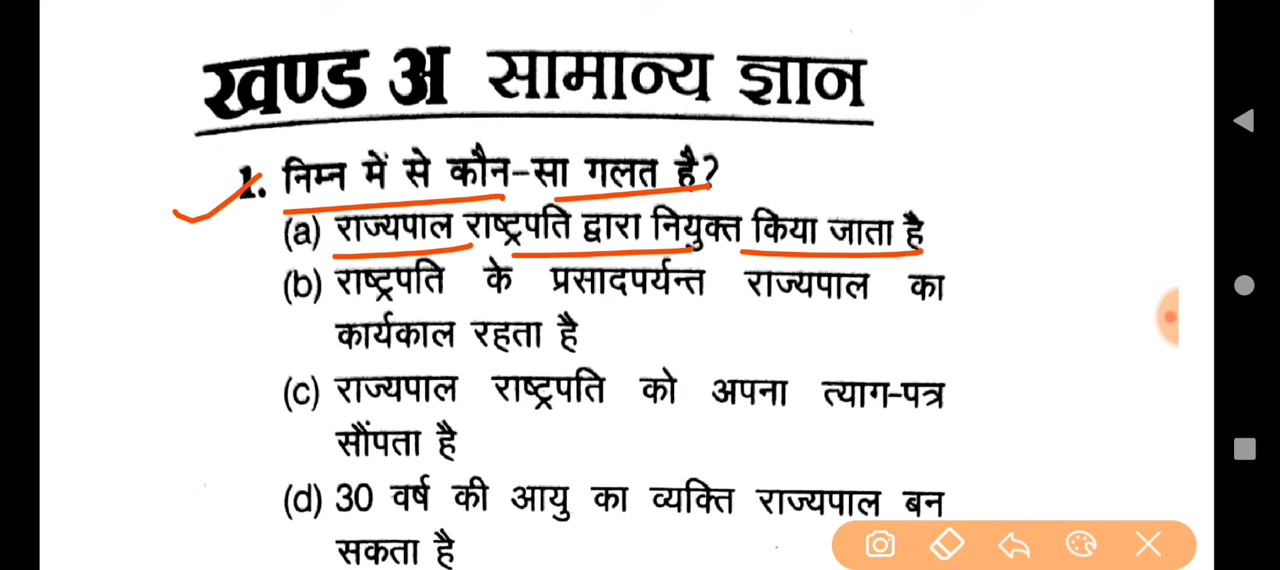 खण्ड अ सामान्य ज्ञान
1. निम्न में से कौन-सा गलत है?
(a) राज्यपाल राष्ट्रपति द्वारा नियुक्त किया जाता है
(b) राष्ट्रपति के प्रसादपर्यन्त राज्यपाल का
कार्यकाल रहता है
(c) राज्यपाल राष्ट्रपति को अपना त्याग-पत्र
सौंपता है
(d) 30 वर्ष की आयु का व्यक्ति राज्यपाल बन
सकता है